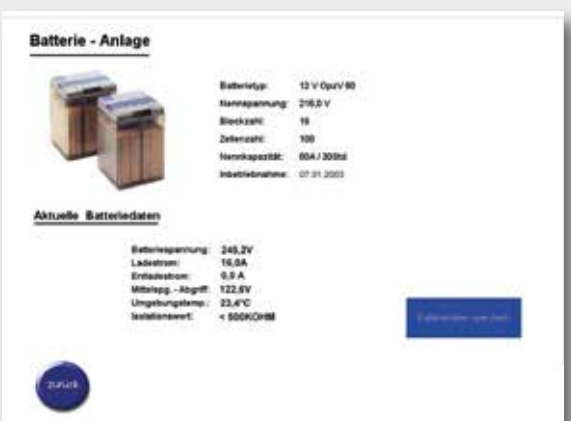 Batterie - Anlage
Batterietyp: 12 V OpzV 60
Nennspannung: 216,0 V
Blockzahl: 18
Zellenzahl: 108
Nennkapazität:
Inbetriebnahme: 07.01.2003
Aktuelle Batteriedaten
Batteriespannung: 245,2V
Ladestrom: 16,0A
Entladestrom: 0,0 A
Mittelspg. - Abgriff: 122,6V
Umgebungstemp.: 23,4°C
Isolationswert: < 500KOHM
zurück